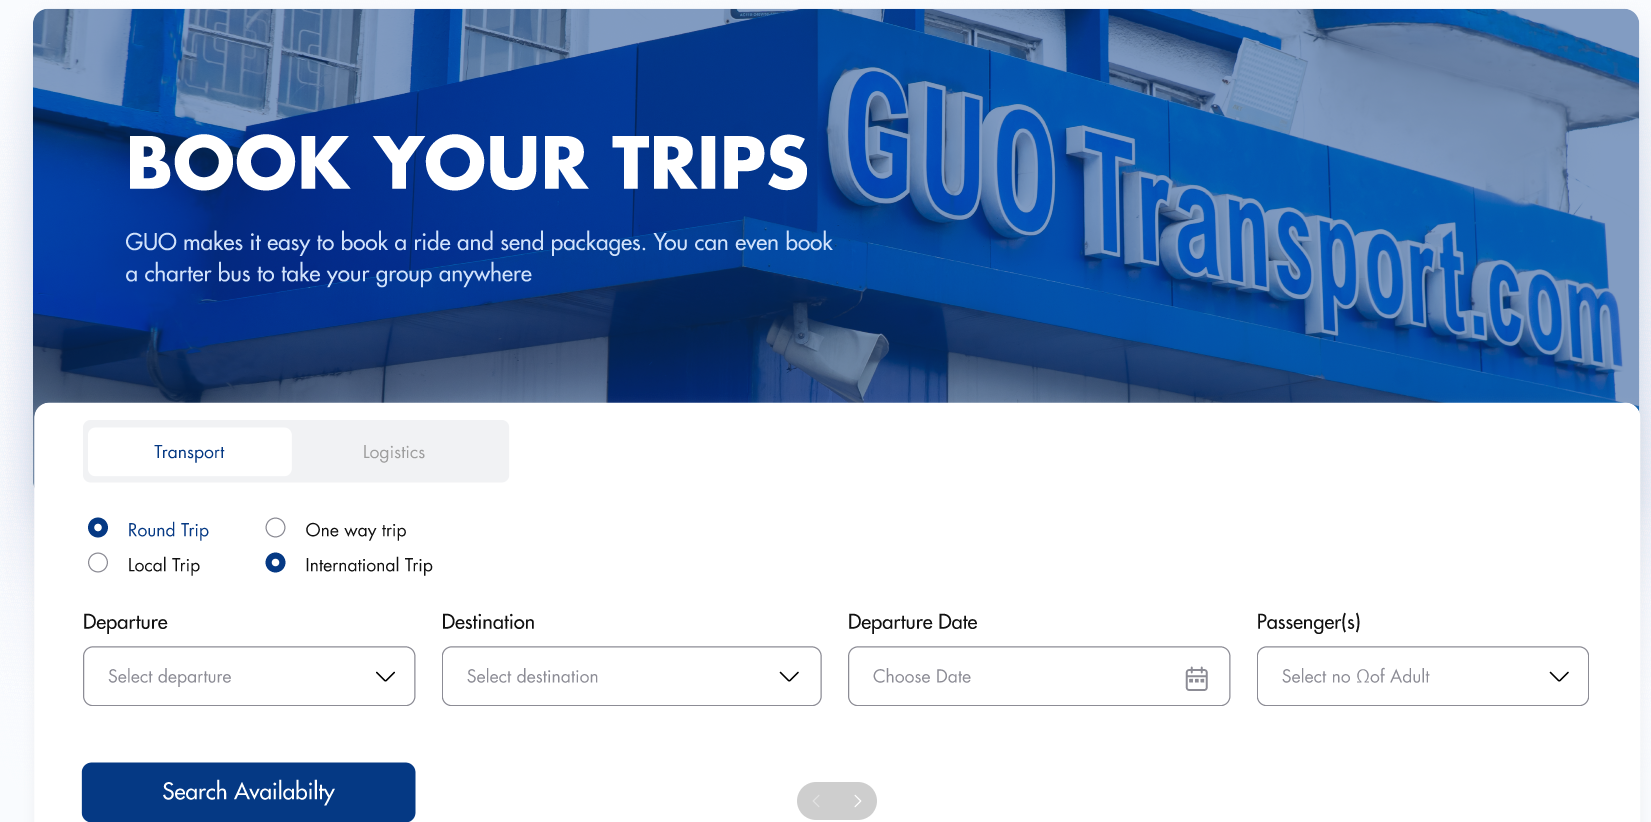 BOOK YOUR TRIPS
GUO Transport.com
GUO makes it easy to book a ride and send packages. You can even book
a charter bus to take your group anywhere
Transport Logistics
Round Trip One way trip
Local Trip International Trip
Departure Destination Departure Date Passenger(s)
Select departure Select destination Choose Date Select no Ωof Adult
Search Availabilty